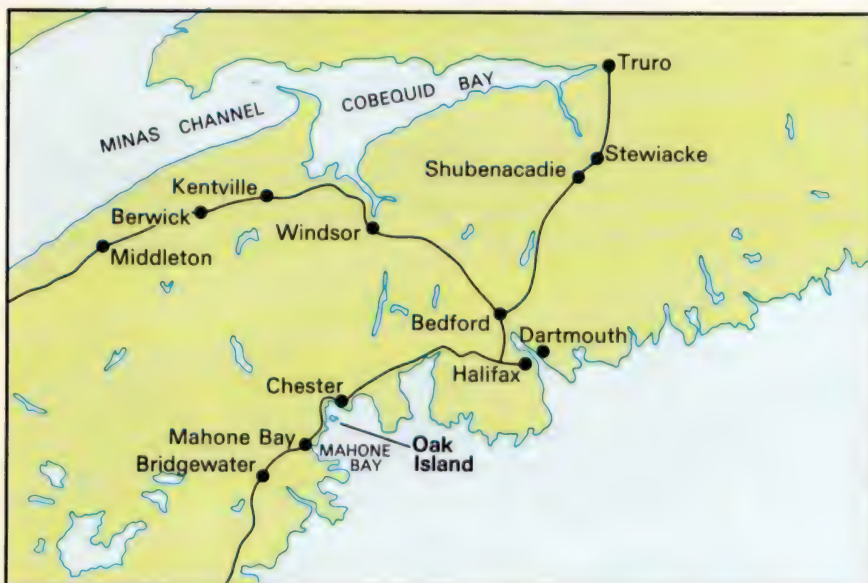 Truro
COBEQUID BAY
MINAS CHANNEL
Stewiacke
Shubenacadie
Kentville
Berwick
Windsor
Middleton
Bedford
Dartmouth
Halifax
Chester
Mahone Bay
MAHONE
BAY
Oak
Island
Bridgewater